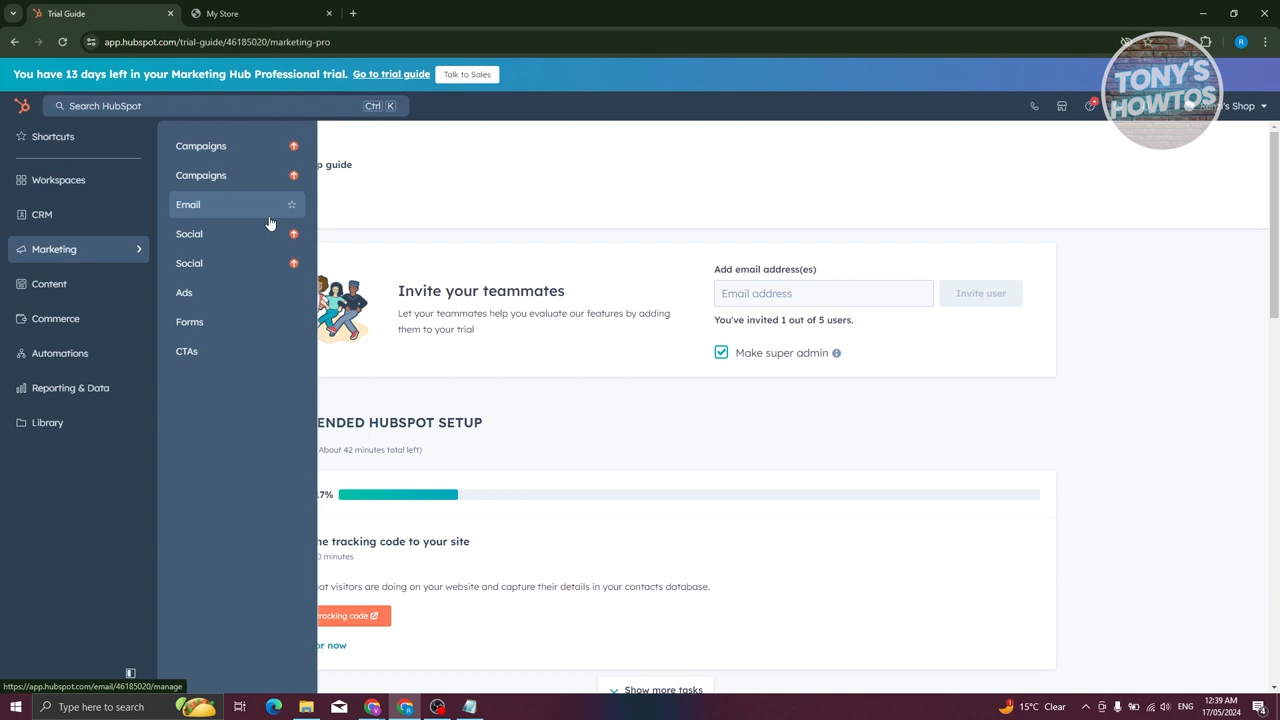 Trial Guide
My Store
app.hubspot.com/trial-guide/46185020/marketing-pro
You have 13 days left in your Marketing Hub Professional trial. Go to trial guide Talk to Sales
TONY'S
HOWTOS
Search HubSpot Ctrl K
Shop
Shortcuts
Workspaces
CRM
Marketing
Content
Commerce
Automations
Reporting & Data
Library
Campaigns
Campaigns
Email
Social
Social
Ads
Forms
CTAs
p guide
Invite your teammates
Let your teammates help you evaluate our features by adding
them to your trial
Add email address(es)
Email address Invite user
You've invited 1 out of 5 users.
Make super admin
ENDED HUBSPOT SETUP
About 42 minutes total left)
17%
he tracking code to your site
0 minutes
at visitors are doing on your website and capture their details in your contacts database.
tracking code
or now
Show more tasks
https://app.hubspot.com/email/46185020/manage
Type here to search
15°C Clear
12:39 AM
17/05/2024
4